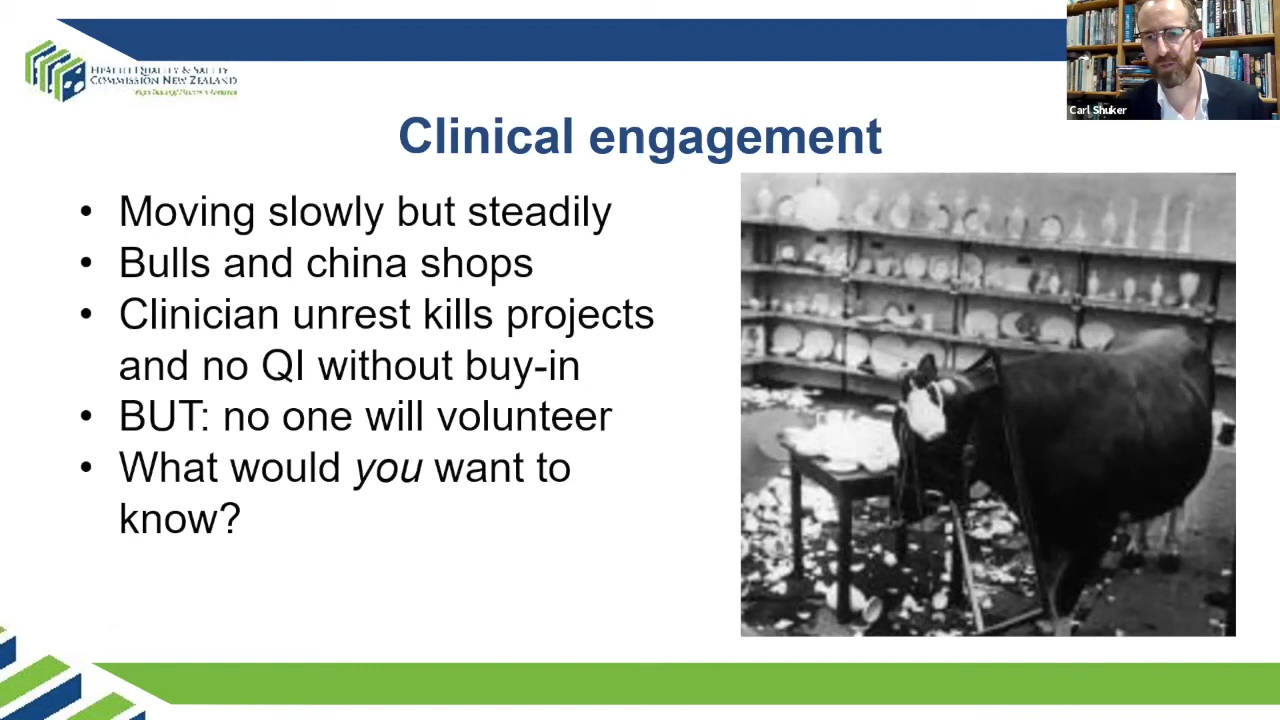 HEALTH QUALITY & SAFETY
COMMISSION NEW ZEALAND
Carl Shuker
Clinical engagement
• Moving slowly but steadily
• Bulls and china shops
• Clinician unrest kills projects
and no QI without buy-in
• BUT: no one will volunteer
• What would you want to
know?